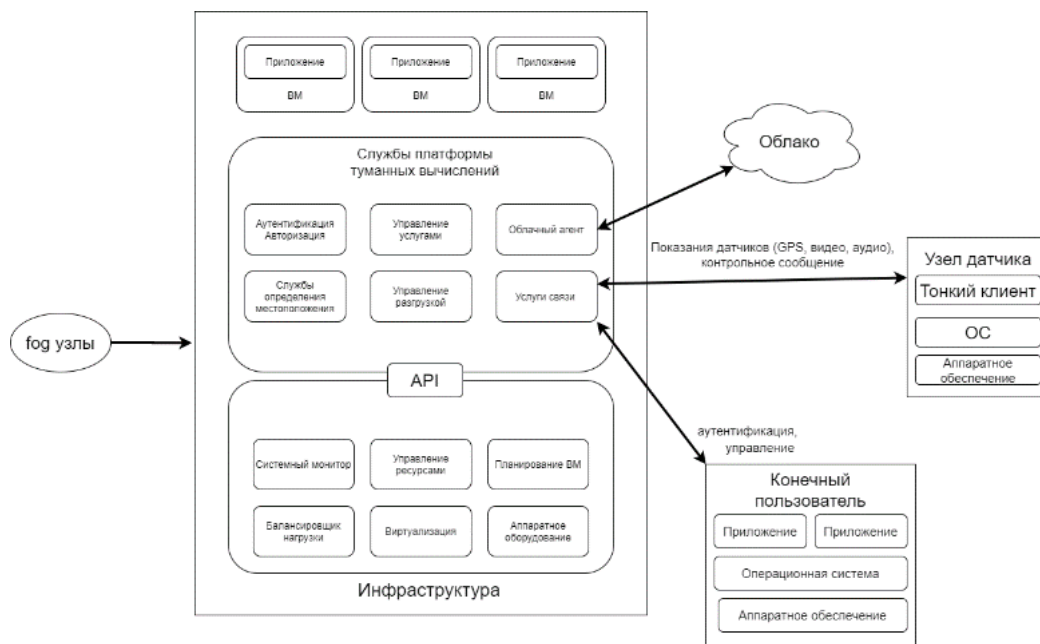 Приложение
ВМ
Приложение
ВМ
Приложение
ВМ
Службы платформы
туманных вычислений
Аутентификация
Авторизация
Управление
услугами
Облачный агент
Службы
определения
местоположения
Управление
разгрузкой
Услуги связи
API
Системный монитор
Управление
ресурсами
Планирование ВМ
Балансировщик
нагрузки
Виртуализация
Аппаратное
оборудование
Инфраструктура
fog узлы
Облако
Показания датчиков (GPS, видео, аудио),
контрольное сообщение
Узел датчика
Тонкий клиент
ОС
Аппаратное
обеспечение
аутентификация,
управление
Конечный
пользователь
Приложение
Приложение
Операционная система
Аппаратное обеспечение